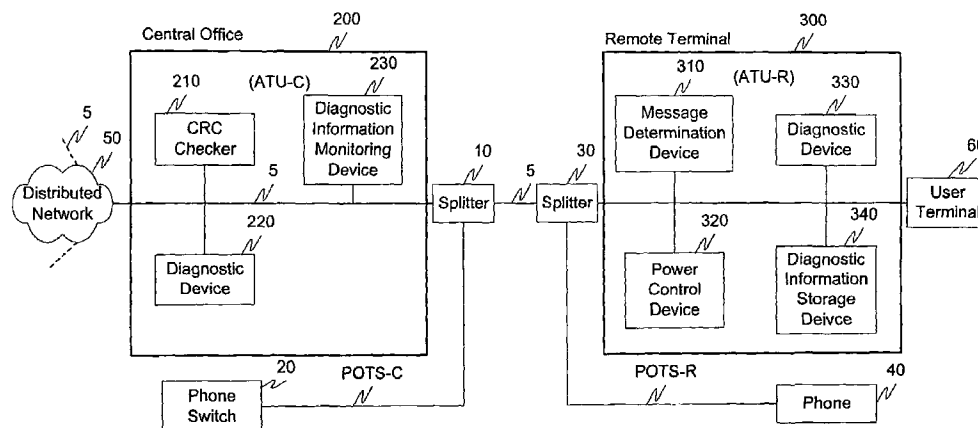 200
Central Office
300
Remote Terminal
(ATU-C)
230
210
Diagnostic
Information
Monitoring
Device
CRC
Checker
5
50
Distributed
Network
5
220
Diagnostic
Device
10
Splitter
5
30
Splitter
310
(ATU-R)
330
Message
Determination
Device
Diagnostic
Device
60
User
Terminal
320
340
Power
Control
Device
Diagnostic
Information
Storage
Deivce
20
POTS-C
Phone
Switch
POTS-R
40
Phone